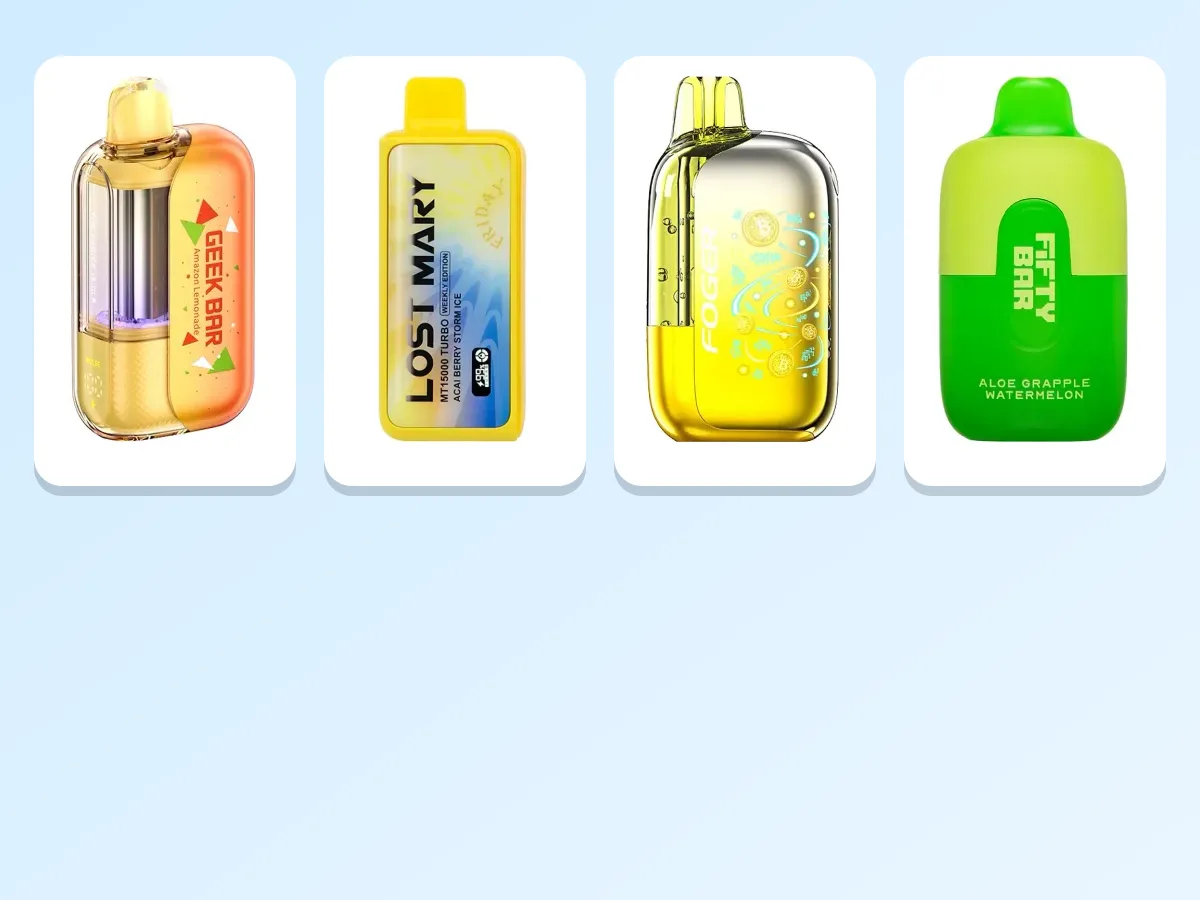 GEEK BAR
Amazon Lemonade
LOST MARY
MT15000 TURBO WEEKLY EDITION
ACAI BERRY STORM ICE
FRIDAY
FOGER
FIFTY
BAR
ALOE GRAPPLE
WATERMELON